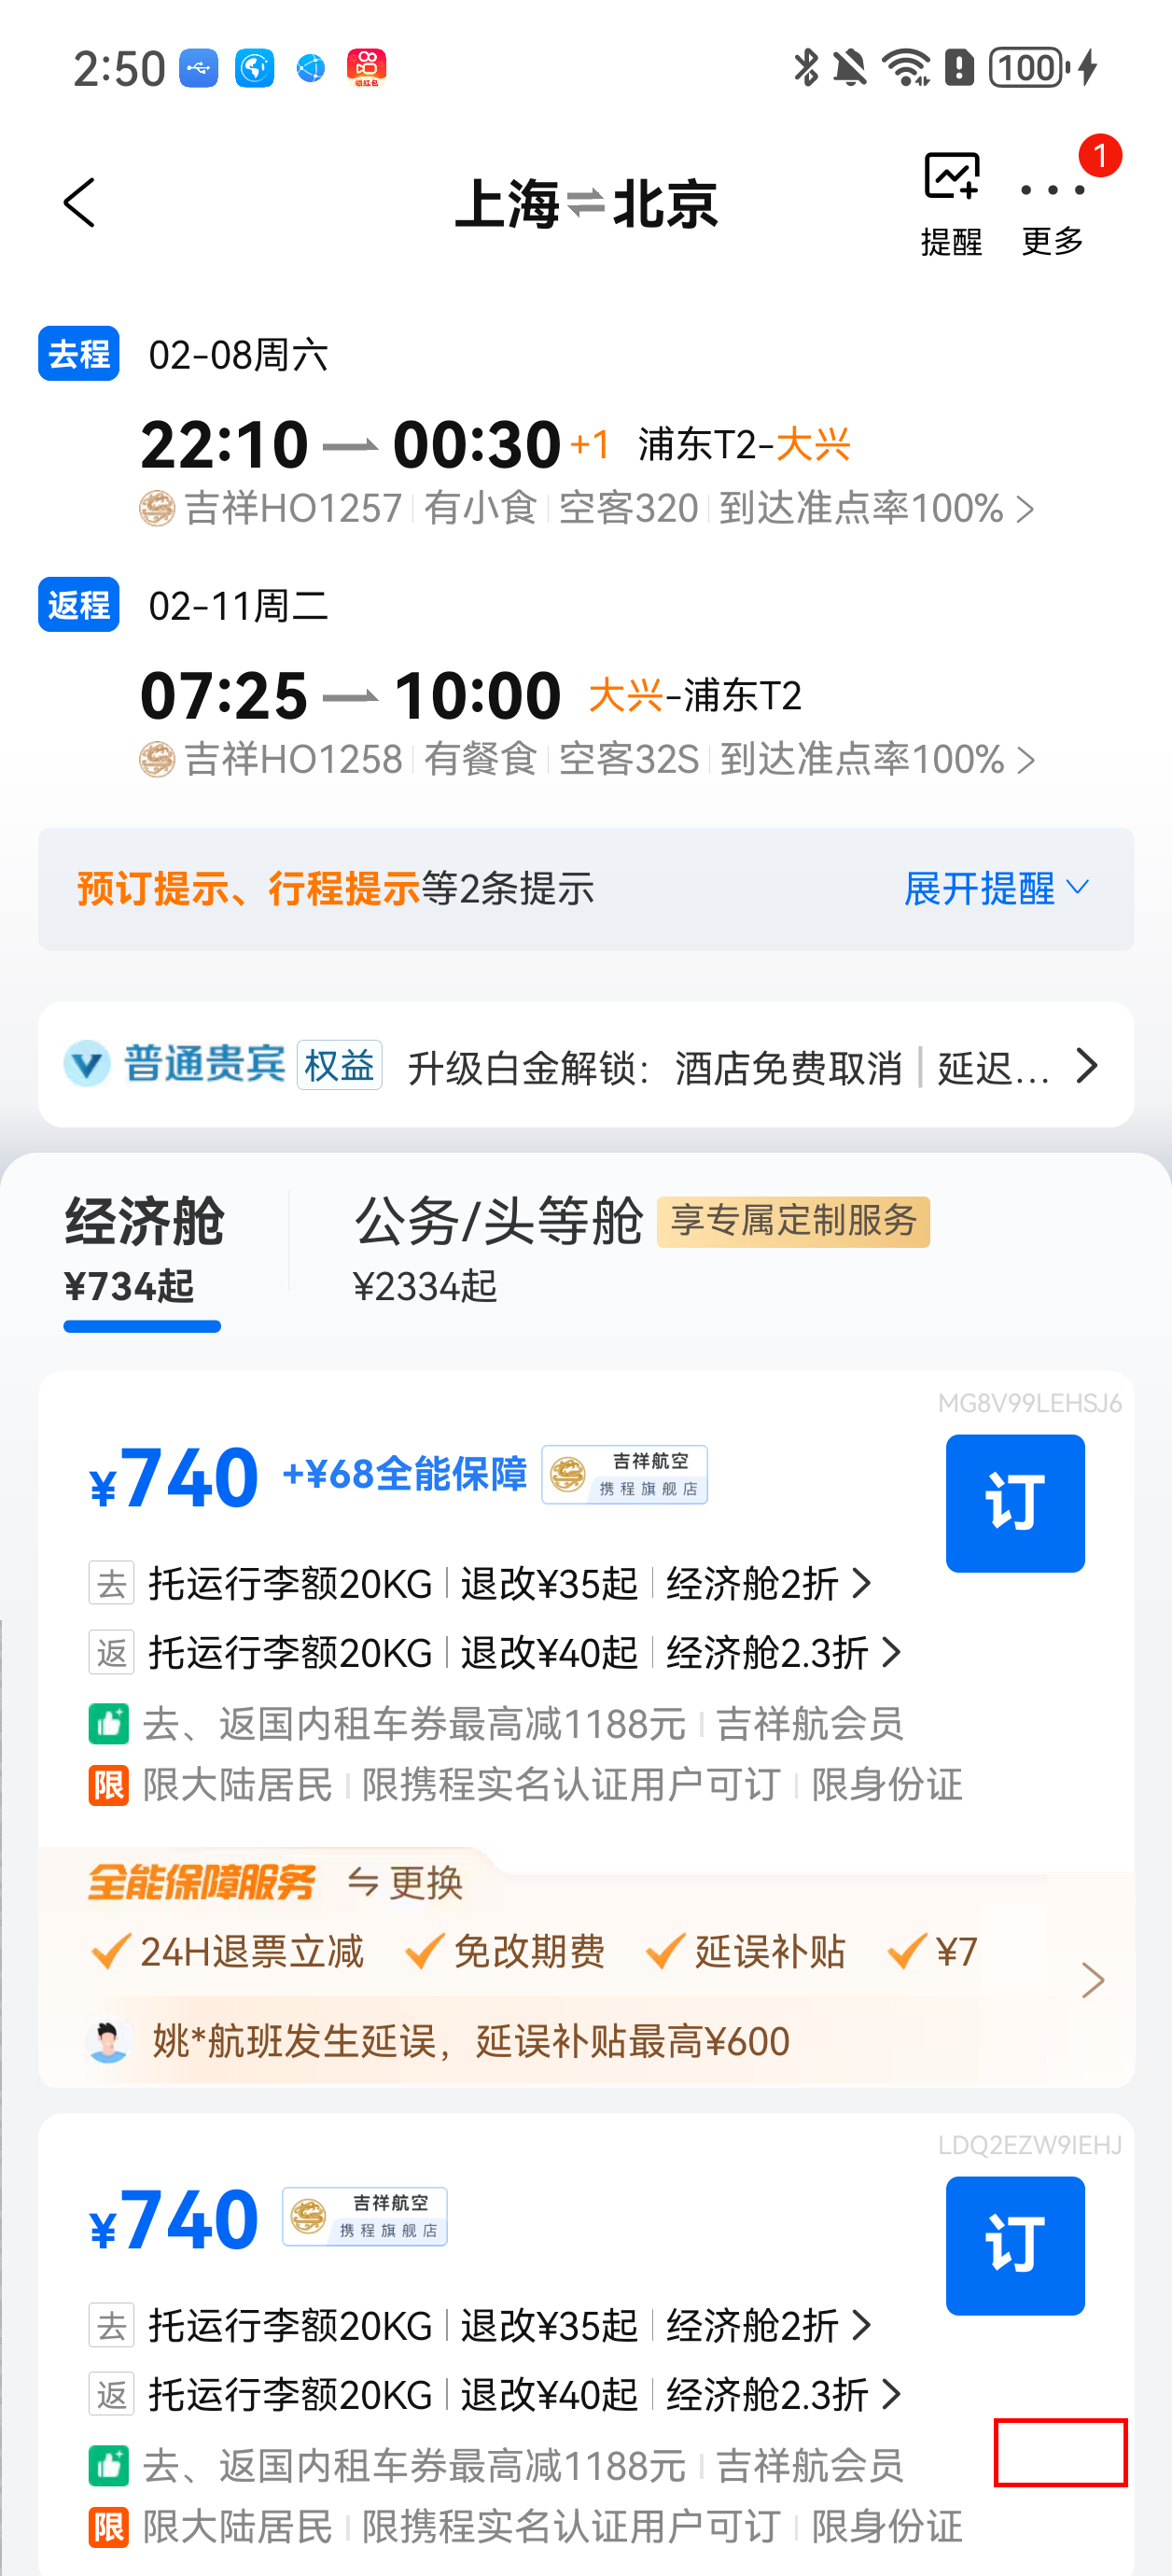 2:50
领红包
100
上海⇌北京
提醒
更多
1
去程 02-08周六
22:10 00:30 +1 浦东T2-大兴
吉祥HO1257 有小食 空客320 到达准点率100%
返程 02-11周二
07:25 10:00 大兴-浦东T2
吉祥HO1258 有餐食 空客32S 到达准点率100%
预订提示、行程提示等2条提示 展开提醒
普通贵宾 权益 升级白金解锁：酒店免费取消 | 延迟...
经济舱 公务/头等舱 享专属定制服务
¥734起 ¥2334起
MG8V99LEHSJ6
¥740 +¥68全能保障 吉祥航空 携程旗舰店 订
去 托运行李额20KG 退改¥35起 经济舱2折
返 托运行李额20KG 退改¥40起 经济舱2.3折
去、返国内租车券最高减1188元 吉祥航会员
限 限大陆居民 限携程实名认证用户可订 限身份证
全能保障服务 更换
24H退票立减 免改期费 延误补贴 ¥7
姚*航班发生延误，延误补贴最高¥600
LDQ2EZW9IEHJ
¥740 吉祥航空 携程旗舰店 订
去 托运行李额20KG 退改¥35起 经济舱2折
返 托运行李额20KG 退改¥40起 经济舱2.3折
去、返国内租车券最高减1188元 吉祥航会员
限 限大陆居民 限携程实名认证用户可订 限身份证